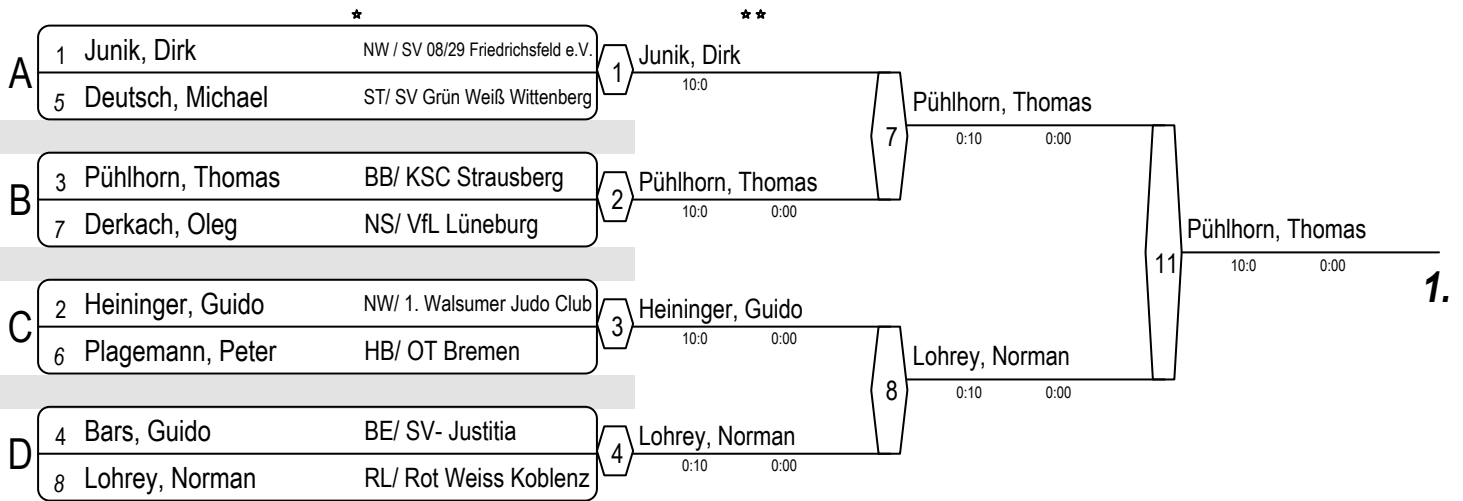 * **
A
1 Junik, Dirk NW / SV 08/29 Friedrichsfeld e.V.
5 Deutsch, Michael ST/ SV Grün Weiß Wittenberg
1
Junik, Dirk
10:0
B
3 Pühlhorn, Thomas BB/ KSC Strausberg
7 Derkach, Oleg NS/ VfL Lüneburg
2
Pühlhorn, Thomas
10:0 0:00
7
Pühlhorn, Thomas
0:10 0:00
C
2 Heininger, Guido NW/ 1. Walsumer Judo Club
6 Plagemann, Peter HB/ OT Bremen
3
Heininger, Guido
10:0 0:00
D
4 Bars, Guido BE/ SV- Justitia
8 Lohrey, Norman RL/ Rot Weiss Koblenz
4
Lohrey, Norman
0:10 0:00
8
Lohrey, Norman
0:10 0:00
11
Pühlhorn, Thomas
10:0 0:00
1.